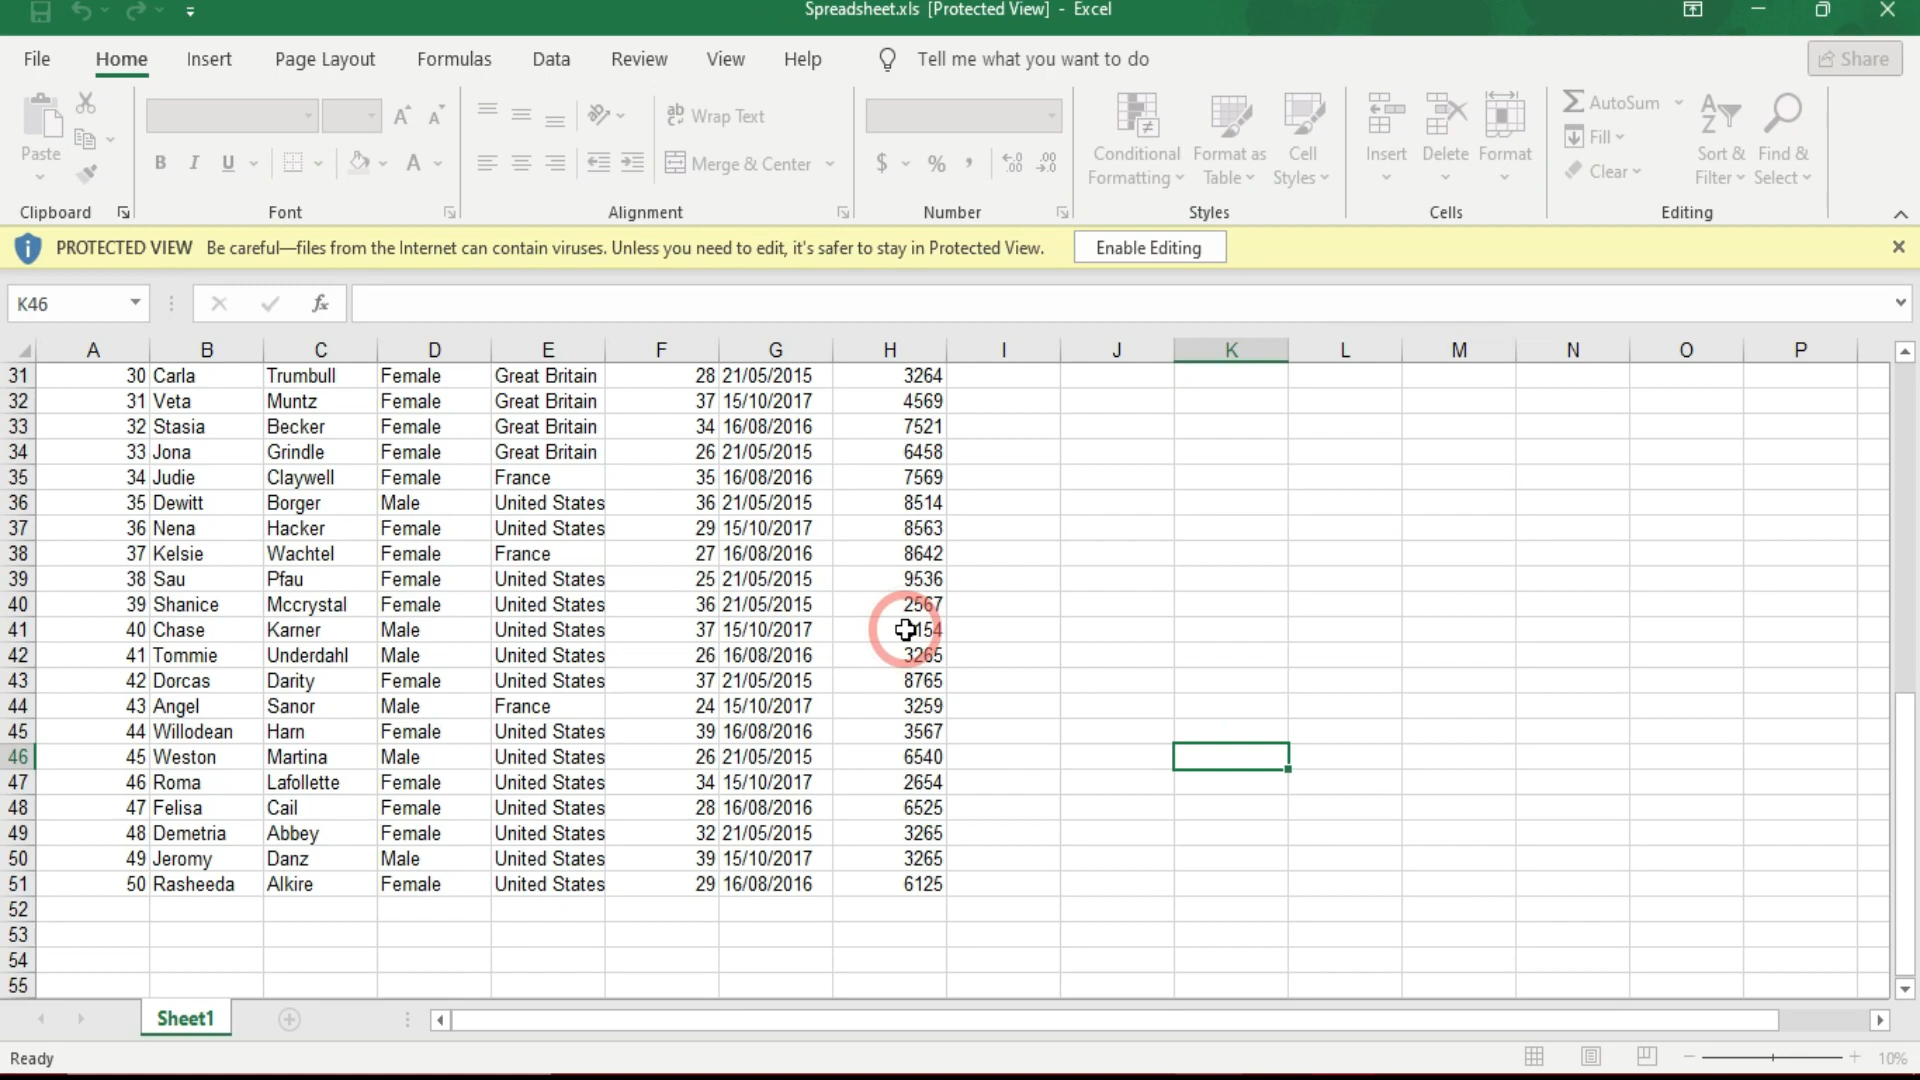 Spreadsheet.xls [Protected View] - Excel
File Home Insert Page Layout Formulas Data Review View Help Tell me what you want to do Share
Paste
Clipboard
B I U A
Font
ab Wrap Text
Merge & Center
Alignment
$ % ,
Number
Conditional Formatting
Format as Table
Cell Styles
Styles
Insert Delete Format
Cells
AutoSum
Fill
Clear
Sort & Filter
Find & Select
Editing
PROTECTED VIEW Be careful—files from the Internet can contain viruses. Unless you need to edit, it's safer to stay in Protected View. Enable Editing
K46 fx
A B C D E F G H I J K L M N O P
31 30 Carla Trumbull Female Great Britain 28 21/05/2015 3264
32 31 Veta Muntz Female Great Britain 37 15/10/2017 4569
33 32 Stasia Becker Female Great Britain 34 16/08/2016 7521
34 33 Jona Grindle Female Great Britain 26 21/05/2015 6458
35 34 Judie Claywell Female France 35 16/08/2016 7569
36 35 Dewitt Borger Male United States 36 21/05/2015 8514
37 36 Nena Hacker Female United States 29 15/10/2017 8563
38 37 Kelsie Wachtel Female France 27 16/08/2016 8642
39 38 Sau Pfau Female United States 25 21/05/2015 9536
40 39 Shanice Mccrystal Female United States 36 21/05/2015 2567
41 40 Chase Karner Male United States 37 15/10/2017
42 41 Tommie Underdahl Male United States 26 16/08/2016 3265
43 42 Dorcas Darity Female United States 37 21/05/2015 8765
44 43 Angel Sanor Male France 24 15/10/2017 3259
45 44 Willodean Harn Female United States 39 16/08/2016 3567
46 45 Weston Martina Male United States 26 21/05/2015 6540
47 46 Roma Lafollette Female United States 34 15/10/2017 2654
48 47 Felisa Cail Female United States 28 16/08/2016 6525
49 48 Demetria Abbey Female United States 32 21/05/2015 3265
50 49 Jeromy Danz Male United States 39 15/10/2017 3265
51 50 Rasheeda Alkire Female United States 29 16/08/2016 6125
52
53
54
55
Sheet1
Ready 10%